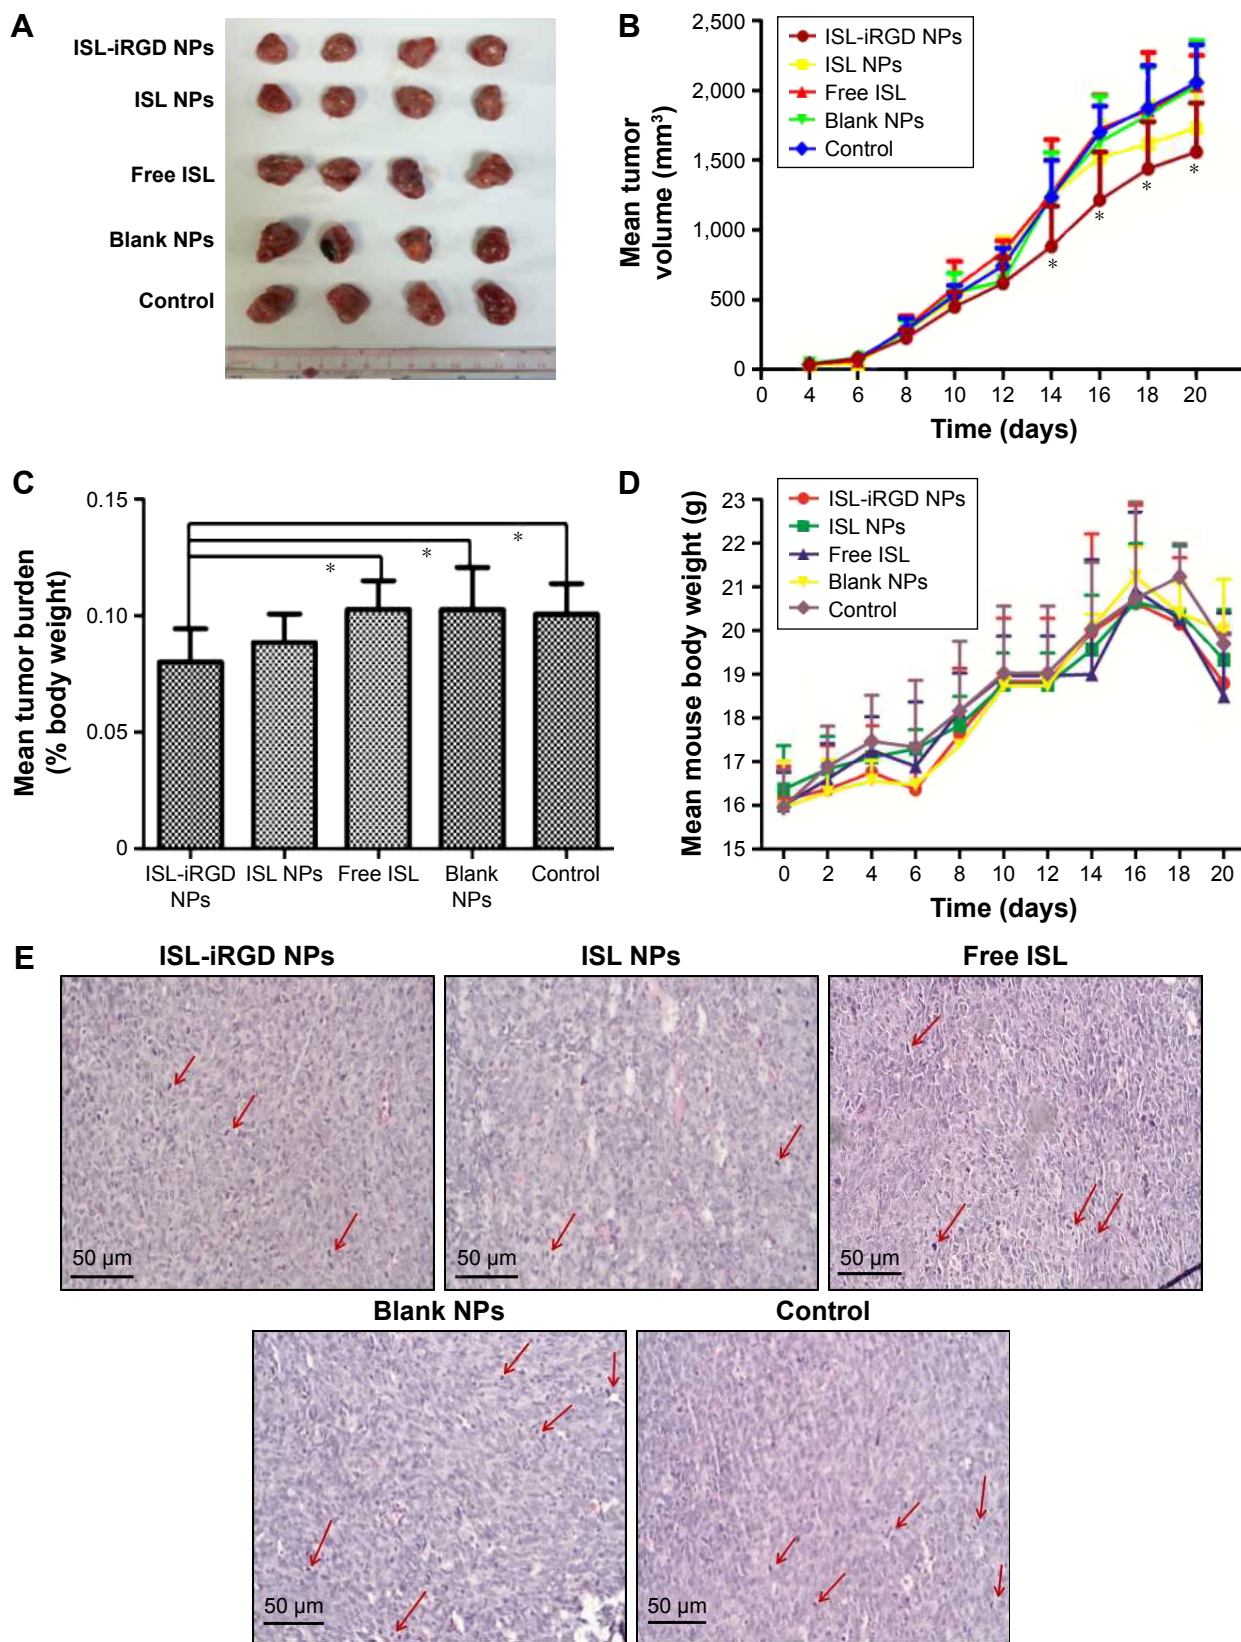 A
ISL-iRGD NPs
ISL NPs
Free ISL
Blank NPs
Control
B
Mean tumor
volume (mm³)
2,500
2,000
1,500
1,000
500
0
ISL-iRGD NPs
ISL NPs
Free ISL
Blank NPs
Control
* * * *
0 4 6 8 10 12 14 16 18 20
Time (days)
C
Mean tumor burden
(% body weight)
0.15
0.10
0.05
0
* * *
ISL-iRGD
NPs
ISL NPs
Free ISL
Blank
NPs
Control
D
Mean mouse body weight (g)
23
22
21
20
19
18
17
16
15
ISL-iRGD NPs
ISL NPs
Free ISL
Blank NPs
Control
0 2 4 6 8 10 12 14 16 18 20
Time (days)
E
ISL-iRGD NPs
50 µm
ISL NPs
50 µm
Free ISL
50 µm
Blank NPs
50 µm
Control
50 µm